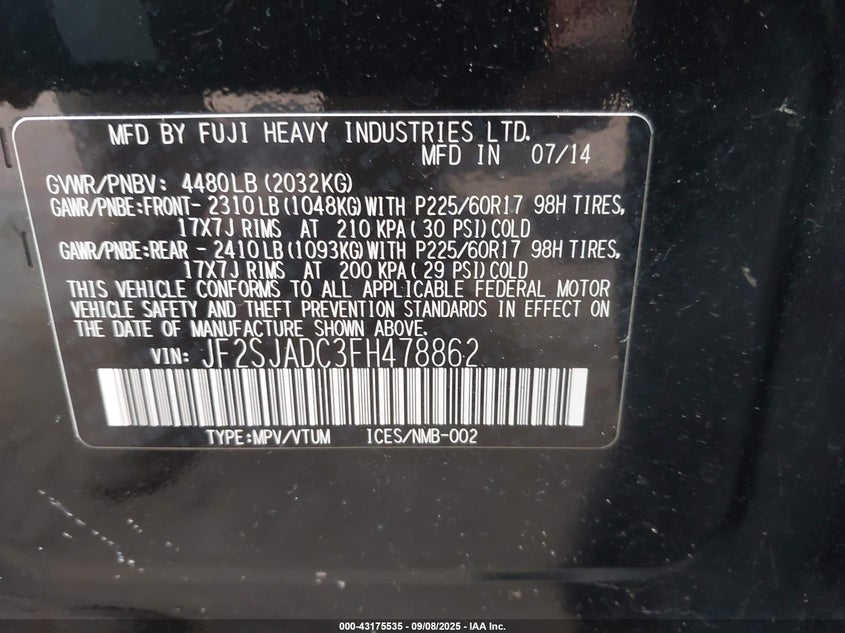 MFD BY FUJI HEAVY INDUSTRIES LTD.
MFD IN 07/14
GVWR/PNBV: 4480LB (2032KG)
GAWR/PNBE:FRONT- 2310LB (1048KG) WITH P225/60R17 98H TIRES,
17X7J RIMS AT 210 KPA( 30 PSI) COLD
GAWR/PNBE:REAR - 2410LB (1093KG) WITH P225/60R17 98H TIRES,
17X7J RIMS AT 200 KPA( 29 PSI) COLD
THIS VEHICLE CONFORMS TO ALL APPLICABLE FEDERAL MOTOR
VEHICLE SAFETY AND THEFT PREVENTION STANDARDS IN EFFECT ON
THE DATE OF MANUFACTURE SHOWN ABOVE.
VIN: JF2SJADC3FH478862
TYPE:MPV/VTUM ICES/NMB-002
000-43175535 - 09/08/2025 - IAA Inc.